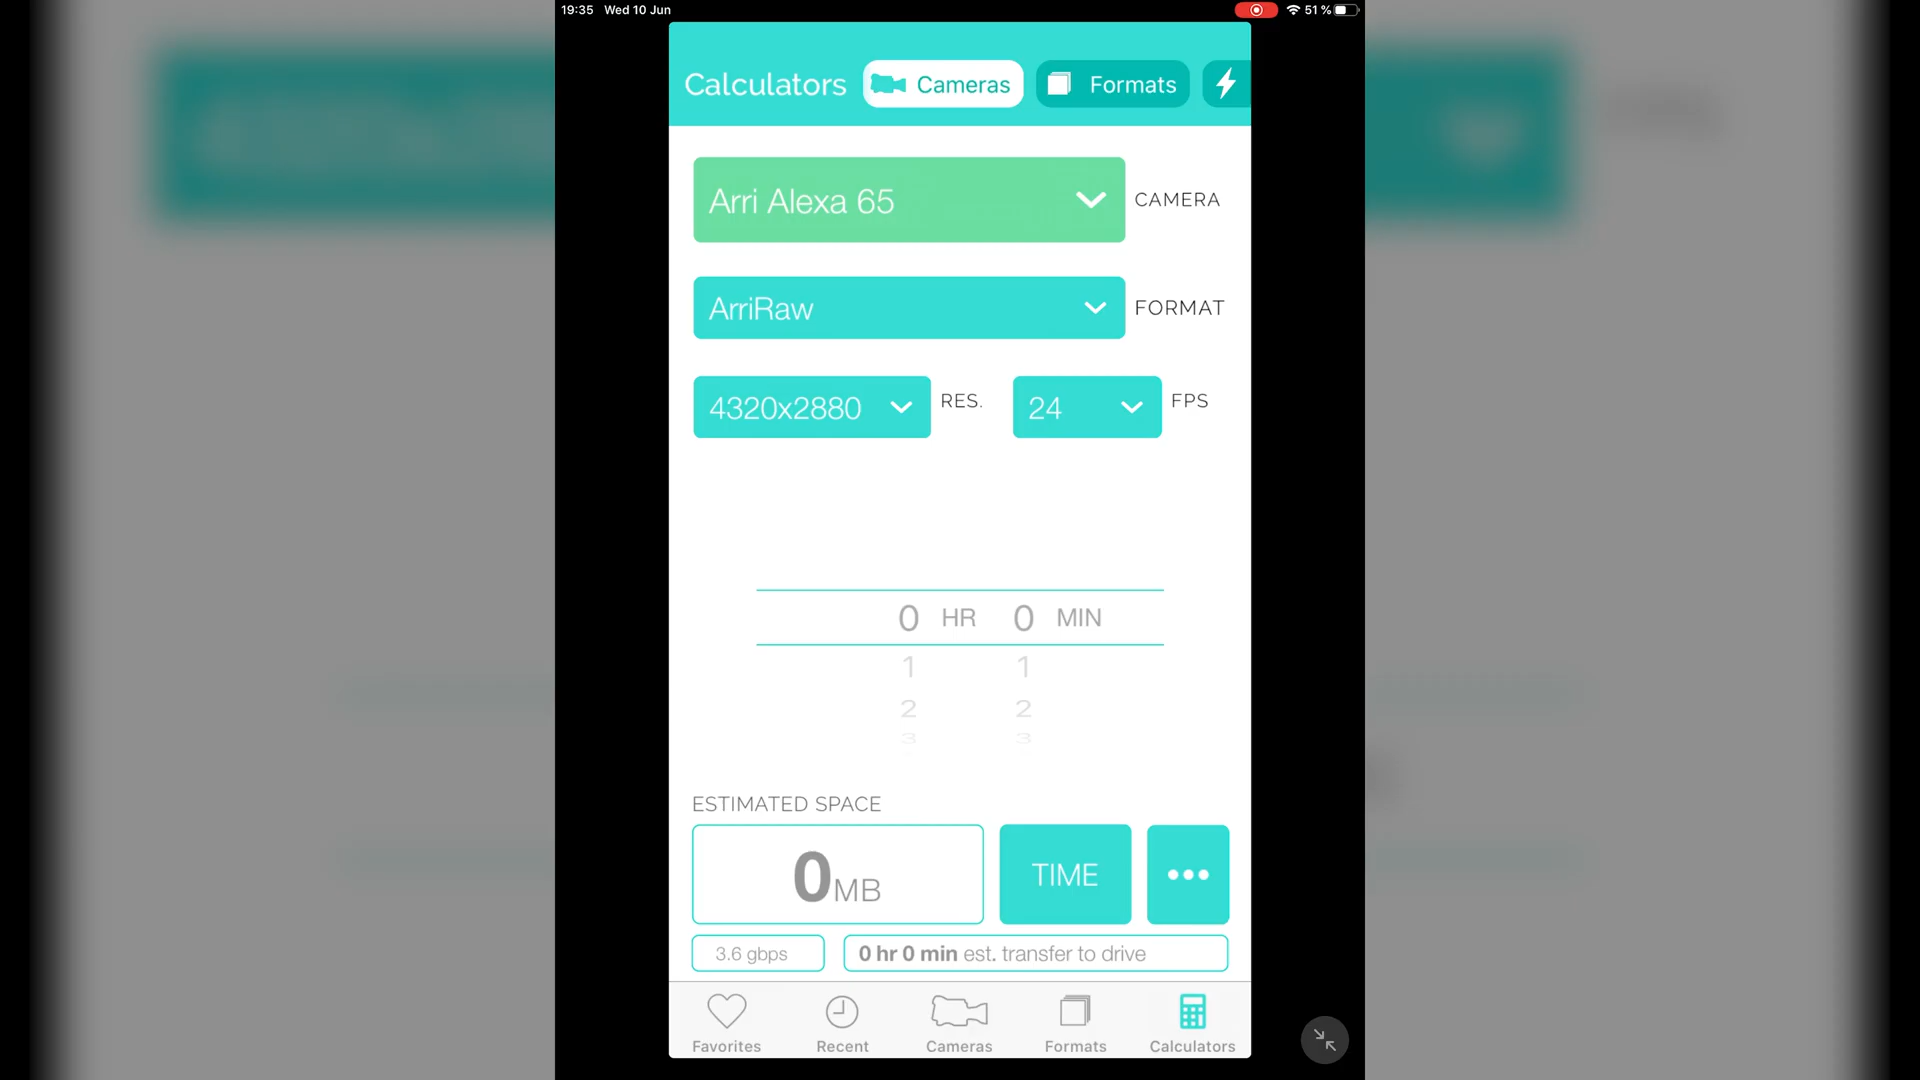 19:35 Wed 10 Jun 51 %
Calculators Cameras Formats
Arri Alexa 65 CAMERA
ArriRaw FORMAT
4320x2880 RES. 24 FPS
0 HR 0 MIN
1 1
2 2
3 3
ESTIMATED SPACE
0MB TIME
3.6 gbps 0 hr 0 min est. transfer to drive
Favorites Recent Cameras Formats Calculators